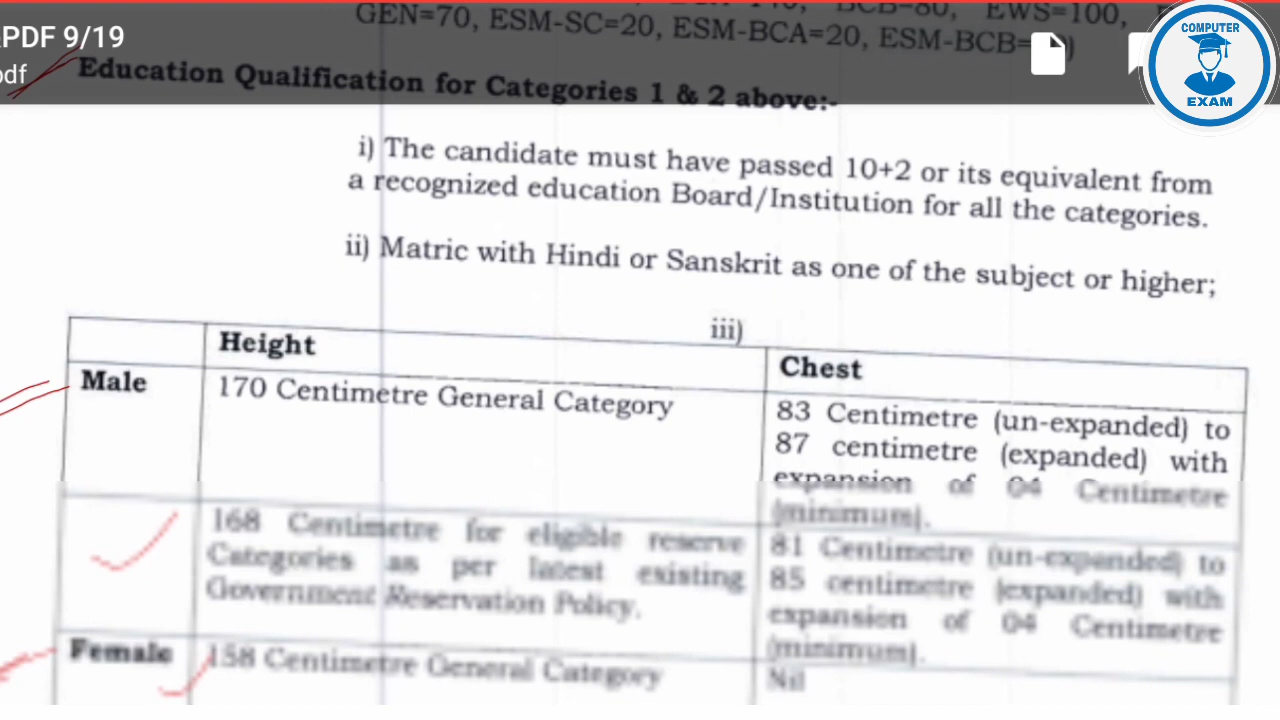 GEN=70, ESM-SC=20, ESM-BCA=20, ESM-BCB=
PDF 9/19
pdf
COMPUTER
EXAM
Education Qualification for Categories 1 & 2 above:-
i) The candidate must have passed 10+2 or its equivalent from
a recognized education Board/Institution for all the categories.
ii) Matric with Hindi or Sanskrit as one of the subject or higher;
iii)
Height
Chest
Male
170 Centimetre General Category
83 Centimetre (un-expanded) to
87 centimetre (expanded) with
expansion of 04 Centimetre
(minimum).
168 Centimetre for eligible reserve
Categories as per latest existing
Government Reservation Policy.
81 Centimetre (un-expanded) to
85 centimetre (expanded) with
expansion of 04 Centimetre
(minimum).
Female
158 Centimetre General Category
Nil